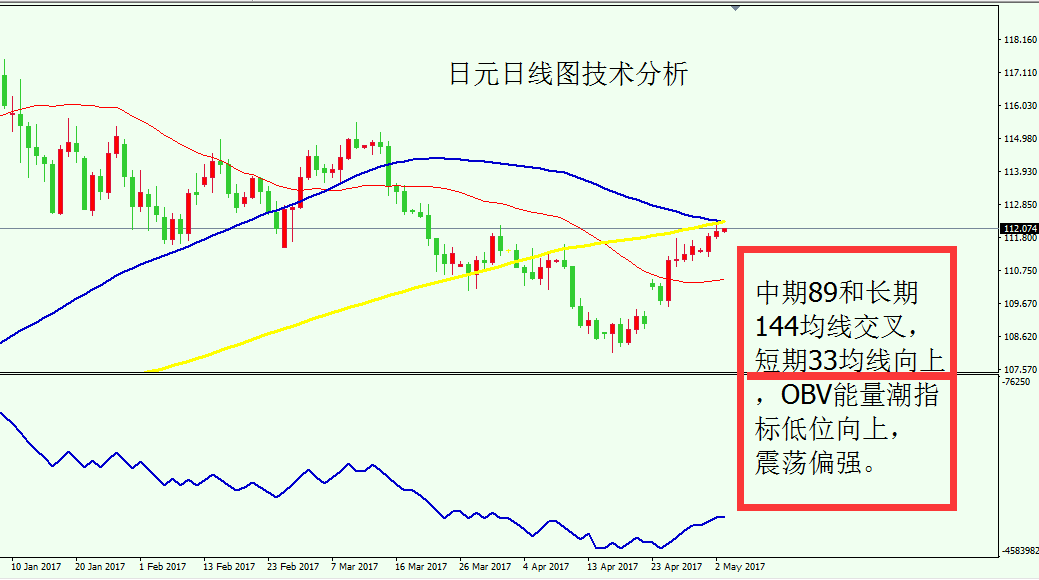 日元日线图技术分析
118.160
117.110
116.030
114.980
113.930
112.850
112.074
111.800
110.750
109.670
108.620
107.570
中期89和长期
144均线交叉，
短期33均线向上
，OBV能量潮指
标低位向上，
震荡偏强。
-76250
-4583982
10 Jan 2017 20 Jan 2017 1 Feb 2017 13 Feb 2017 23 Feb 2017 7 Mar 2017 16 Mar 2017 26 Mar 2017 4 Apr 2017 13 Apr 2017 23 Apr 2017 2 May 2017